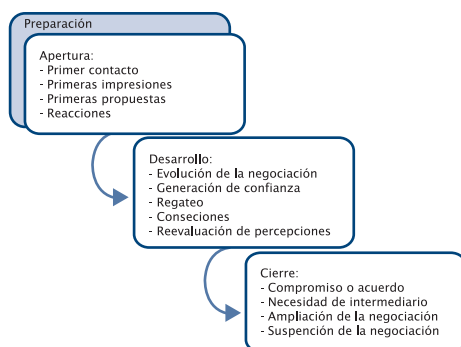 Preparación
Apertura:
- Primer contacto
- Primeras impresiones
- Primeras propuestas
- Reacciones
Desarrollo:
- Evolución de la negociación
- Generación de confianza
- Regateo
- Conseciones
- Reevaluación de percepciones
Cierre:
- Compromiso o acuerdo
- Necesidad de intermediario
- Ampliación de la negociación
- Suspención de la negociación